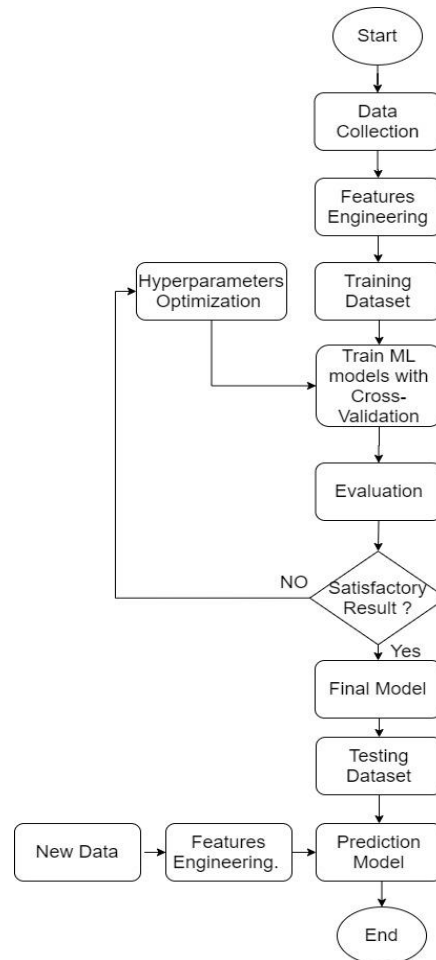 Start
Data
Collection
Features
Engineering
Hyperparameters
Optimization
Training
Dataset
Train ML
models with
Cross-
Validation
Evaluation
NO
Satisfactory
Result ?
Yes
Final Model
Testing
Dataset
New Data
Features
Engineering.
Prediction
Model
End